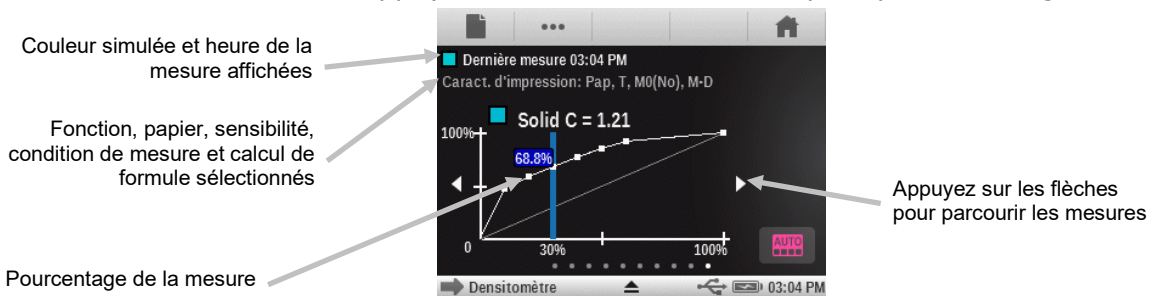 Couleur simulée et heure de la
mesure affichées
Fonction, papier, sensibilité,
condition de mesure et calcul de
formule sélectionnés
Pourcentage de la mesure
Dernière mesure 03:04 PM
Caract. d'impression: Pap, T, M0(No), M-D
Solid C = 1.21
100%
68.8%
0
30%
100%
AUTO
Densitomètre
03:04 PM
Appuyez sur les flèches
pour parcourir les mesures